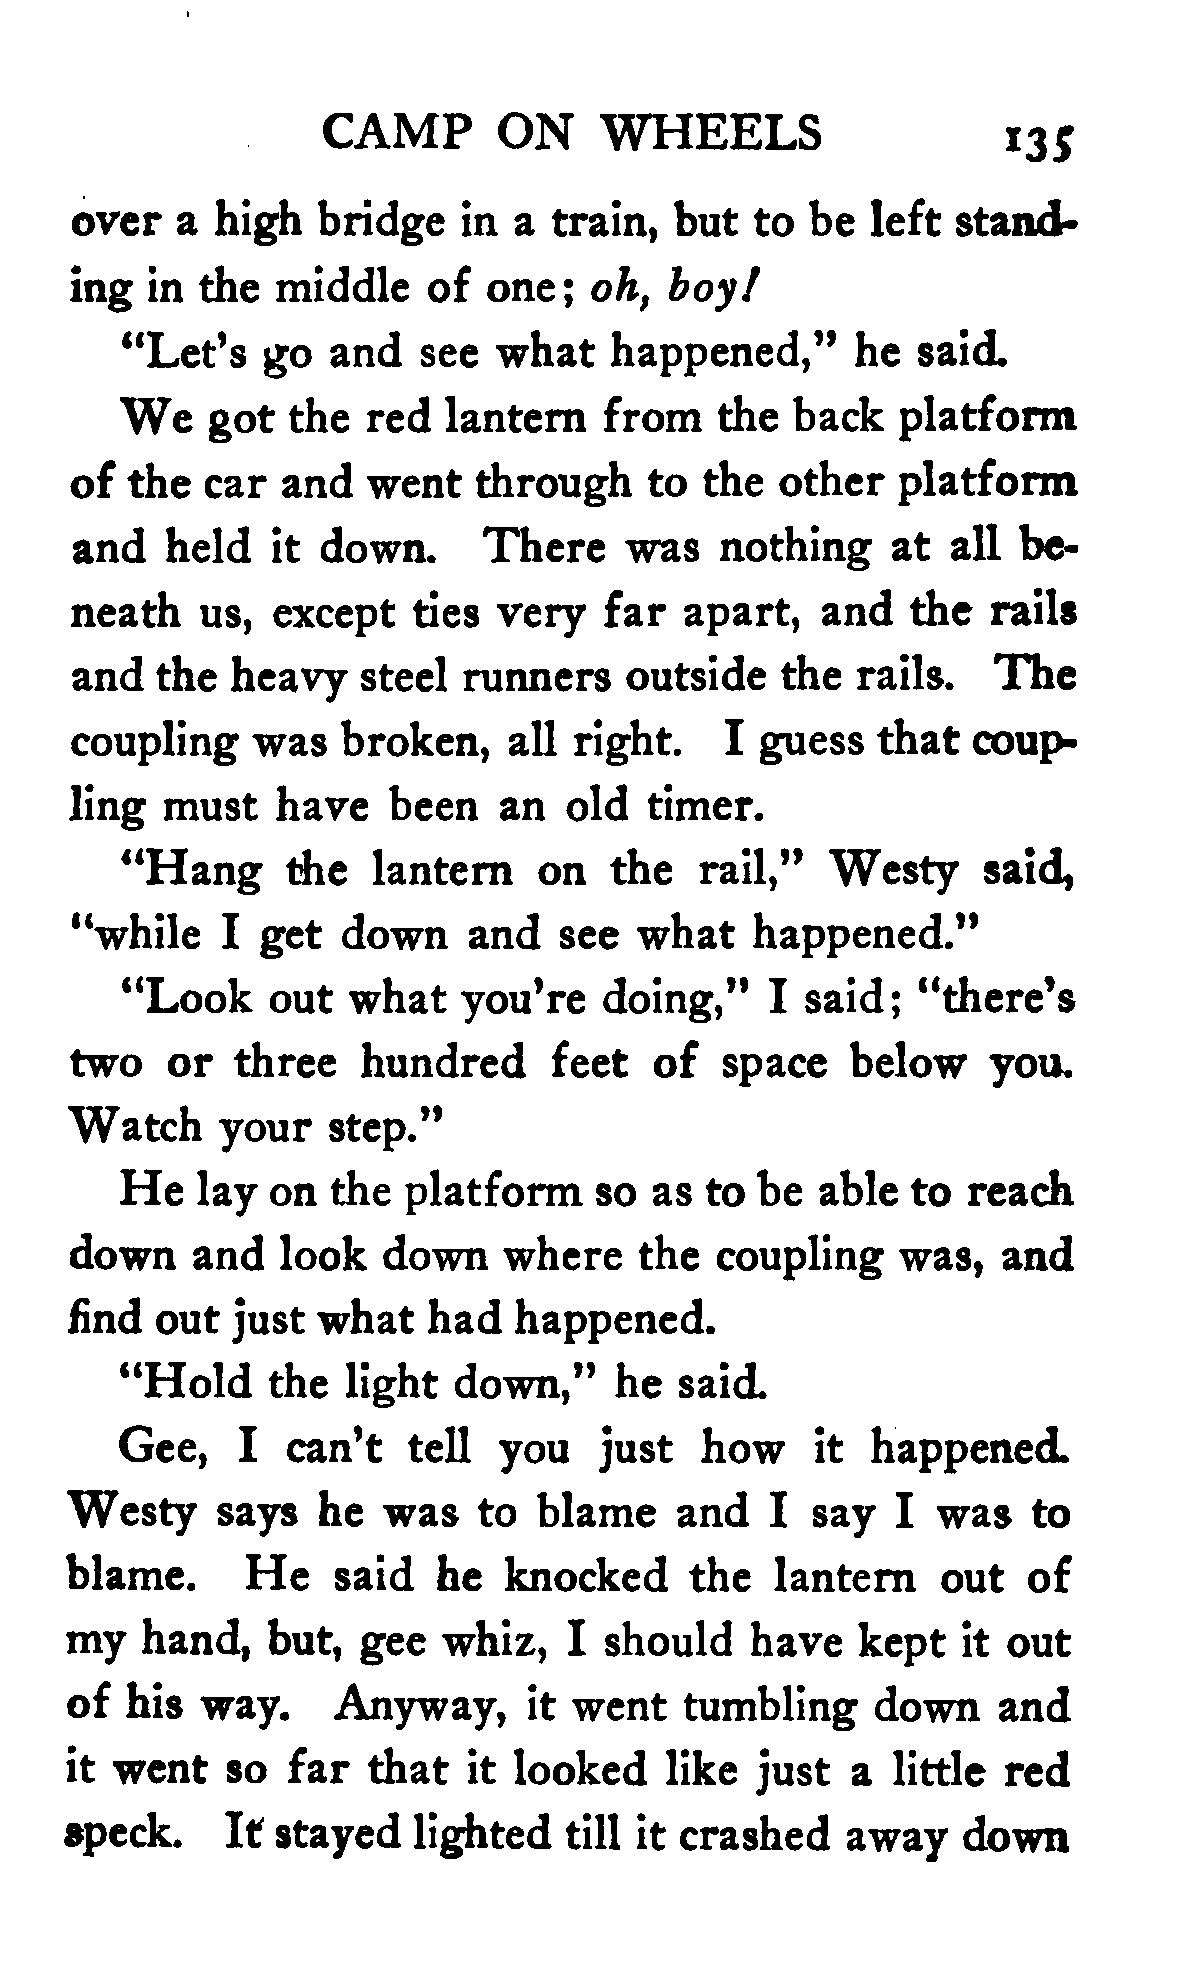 CAMP ON WHEELS 135
over a high bridge in a train, but to be left stand-
ing in the middle of one; oh, boy!
“Let’s go and see what happened,” he said.
We got the red lantern from the back platform
of the car and went through to the other platform
and held it down. There was nothing at all be-
neath us, except ties very far apart, and the rails
and the heavy steel runners outside the rails. The
coupling was broken, all right. I guess that coup-
ling must have been an old timer.
“Hang the lantern on the rail,” Westy said,
“while I get down and see what happened.”
“Look out what you’re doing,” I said; “there’s
two or three hundred feet of space below you.
Watch your step.”
He lay on the platform so as to be able to reach
down and look down where the coupling was, and
find out just what had happened.
“Hold the light down,” he said.
Gee, I can’t tell you just how it happened.
Westy says he was to blame and I say I was to
blame. He said he knocked the lantern out of
my hand, but, gee whiz, I should have kept it out
of his way. Anyway, it went tumbling down and
it went so far that it looked like just a little red
speck. It stayed lighted till it crashed away down